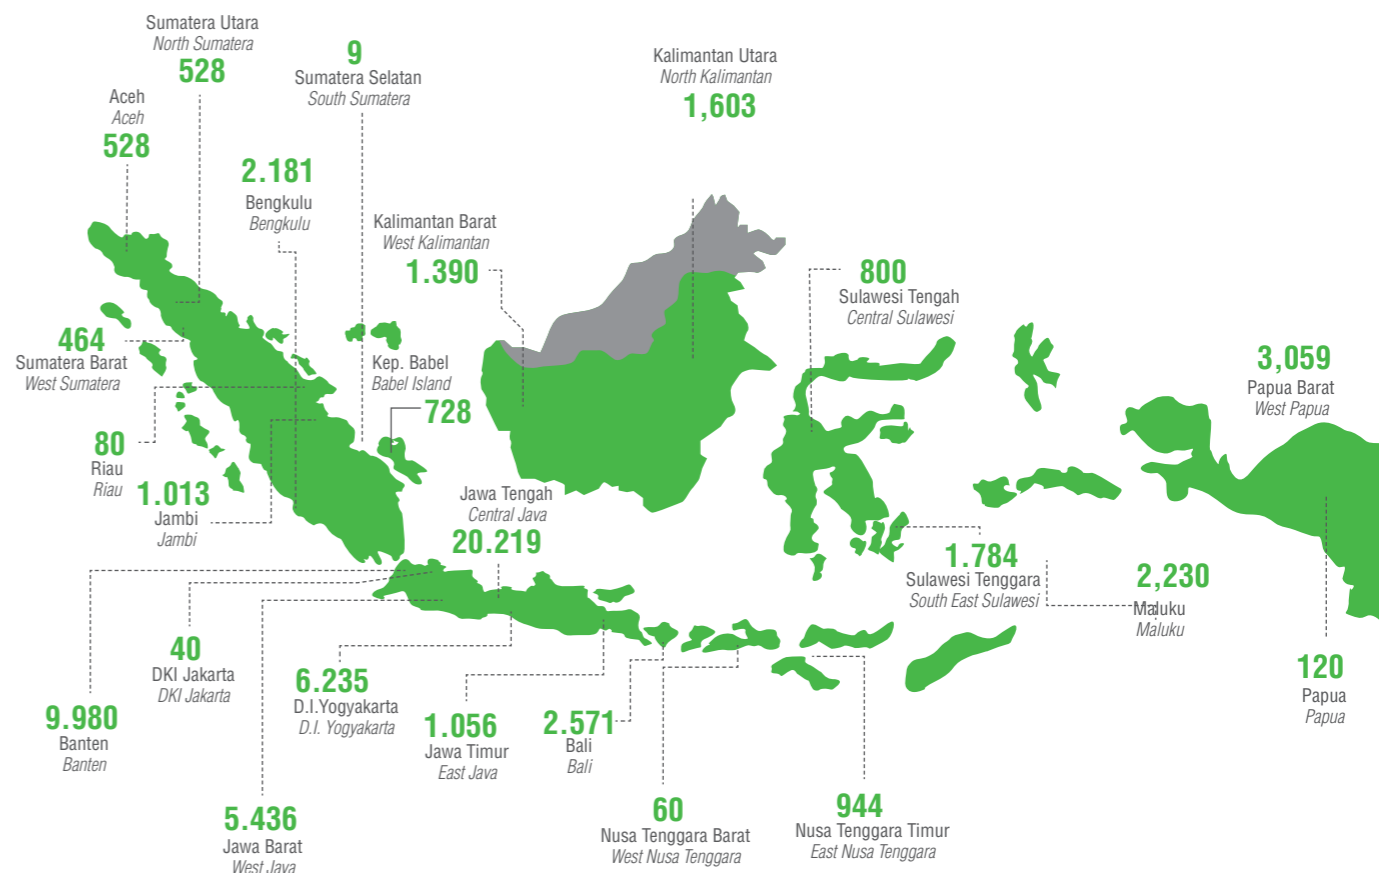 Sumatera Utara
North Sumatera
528
9
Sumatera Selatan
South Sumatera
Kalimantan Utara
North Kalimantan
1,603
Aceh
Aceh
528
2.181
Bengkulu
Bengkulu
Kalimantan Barat
West Kalimantan
1.390
800
Sulawesi Tengah
Central Sulawesi
464
Sumatera Barat
West Sumatera
Kep. Babel
Babel Island
728
3,059
Papua Barat
West Papua
80
Riau
Riau
1.013
Jambi
Jambi
Jawa Tengah
Central Java
20.219
1.784
Sulawesi Tenggara
South East Sulawesi
2,230
Maluku
Maluku
40
DKI Jakarta
DKI Jakarta
6.235
D.I.Yogyakarta
D.I. Yogyakarta
120
Papua
Papua
9.980
Banten
Banten
1.056
Jawa Timur
East Java
2.571
Bali
Bali
5.436
Jawa Barat
West Java
60
Nusa Tenggara Barat
West Nusa Tenggara
944
Nusa Tenggara Timur
East Nusa Tenggara